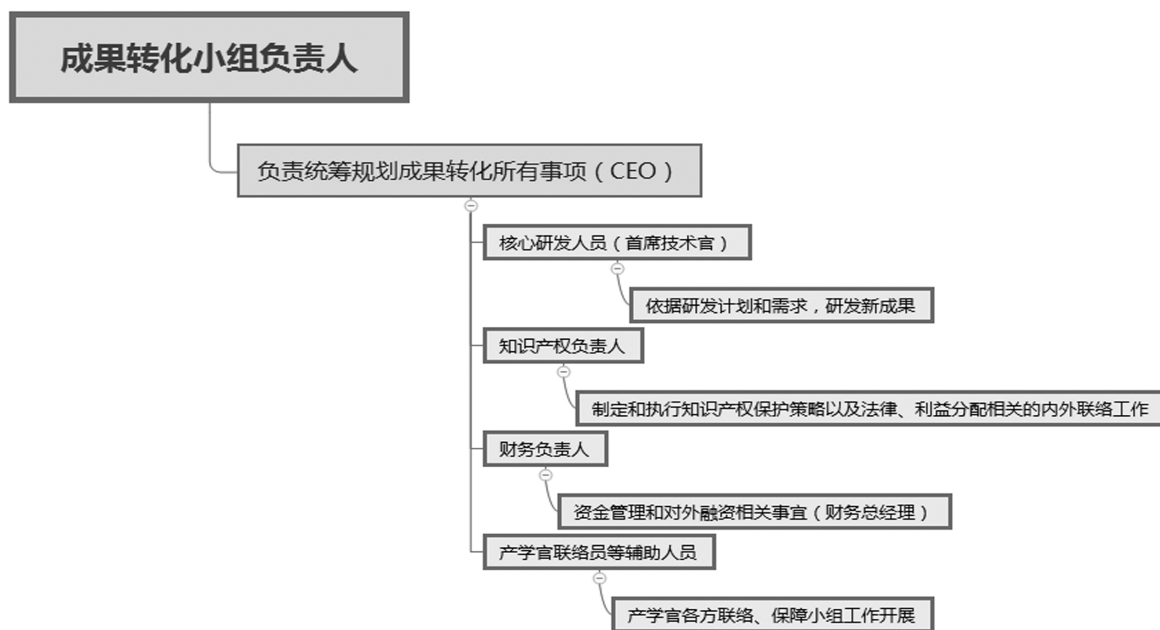 成果转化小组负责人
负责统筹规划成果转化所有事项（CEO）
核心研发人员（首席技术官）
依据研发计划和需求，研发新成果
知识产权负责人
制定和执行知识产权保护策略以及法律、利益分配相关的内外联络工作
财务负责人
资金管理和对外融资相关事宜（财务总经理）
产学官联络员等辅助人员
产学官各方联络、保障小组工作开展